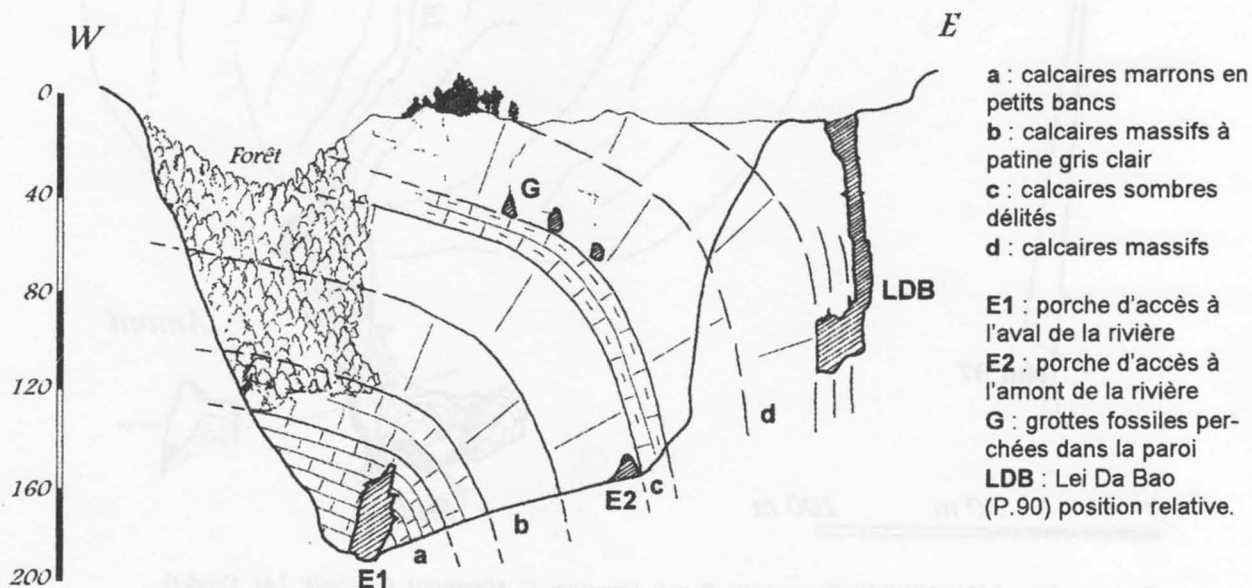 W
E
0
40
80
120
160
200
Forêt
G
LDB
d
c
E2
b
a
E1
a : calcaires marrons en
petits bancs
b : calcaires massifs à
patine gris clair
c : calcaires sombres
délités
d : calcaires massifs
E1 : porche d'accès à
l'aval de la rivière
E2 : porche d'accès à
l'amont de la rivière
G : grottes fossiles per-
chées dans la paroi
LDB : Lei Da Bao
(P.90) position relative.